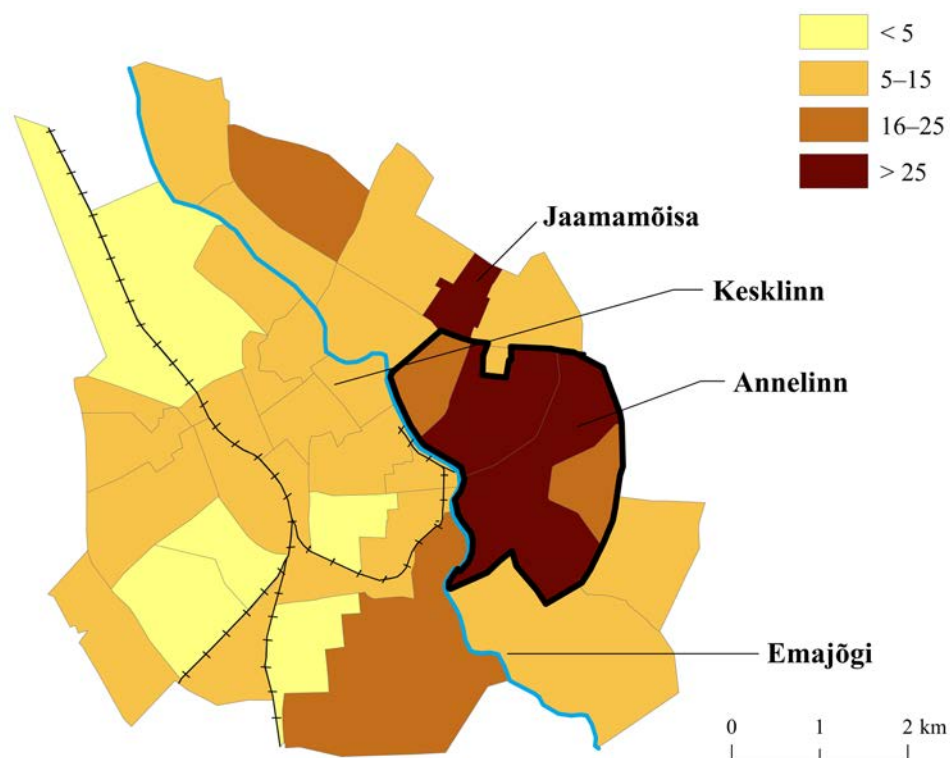 < 5
5–15
16–25
> 25
Jaamamõisa
Kesklinn
Annelinn
Emajõgi
0 1 2 km